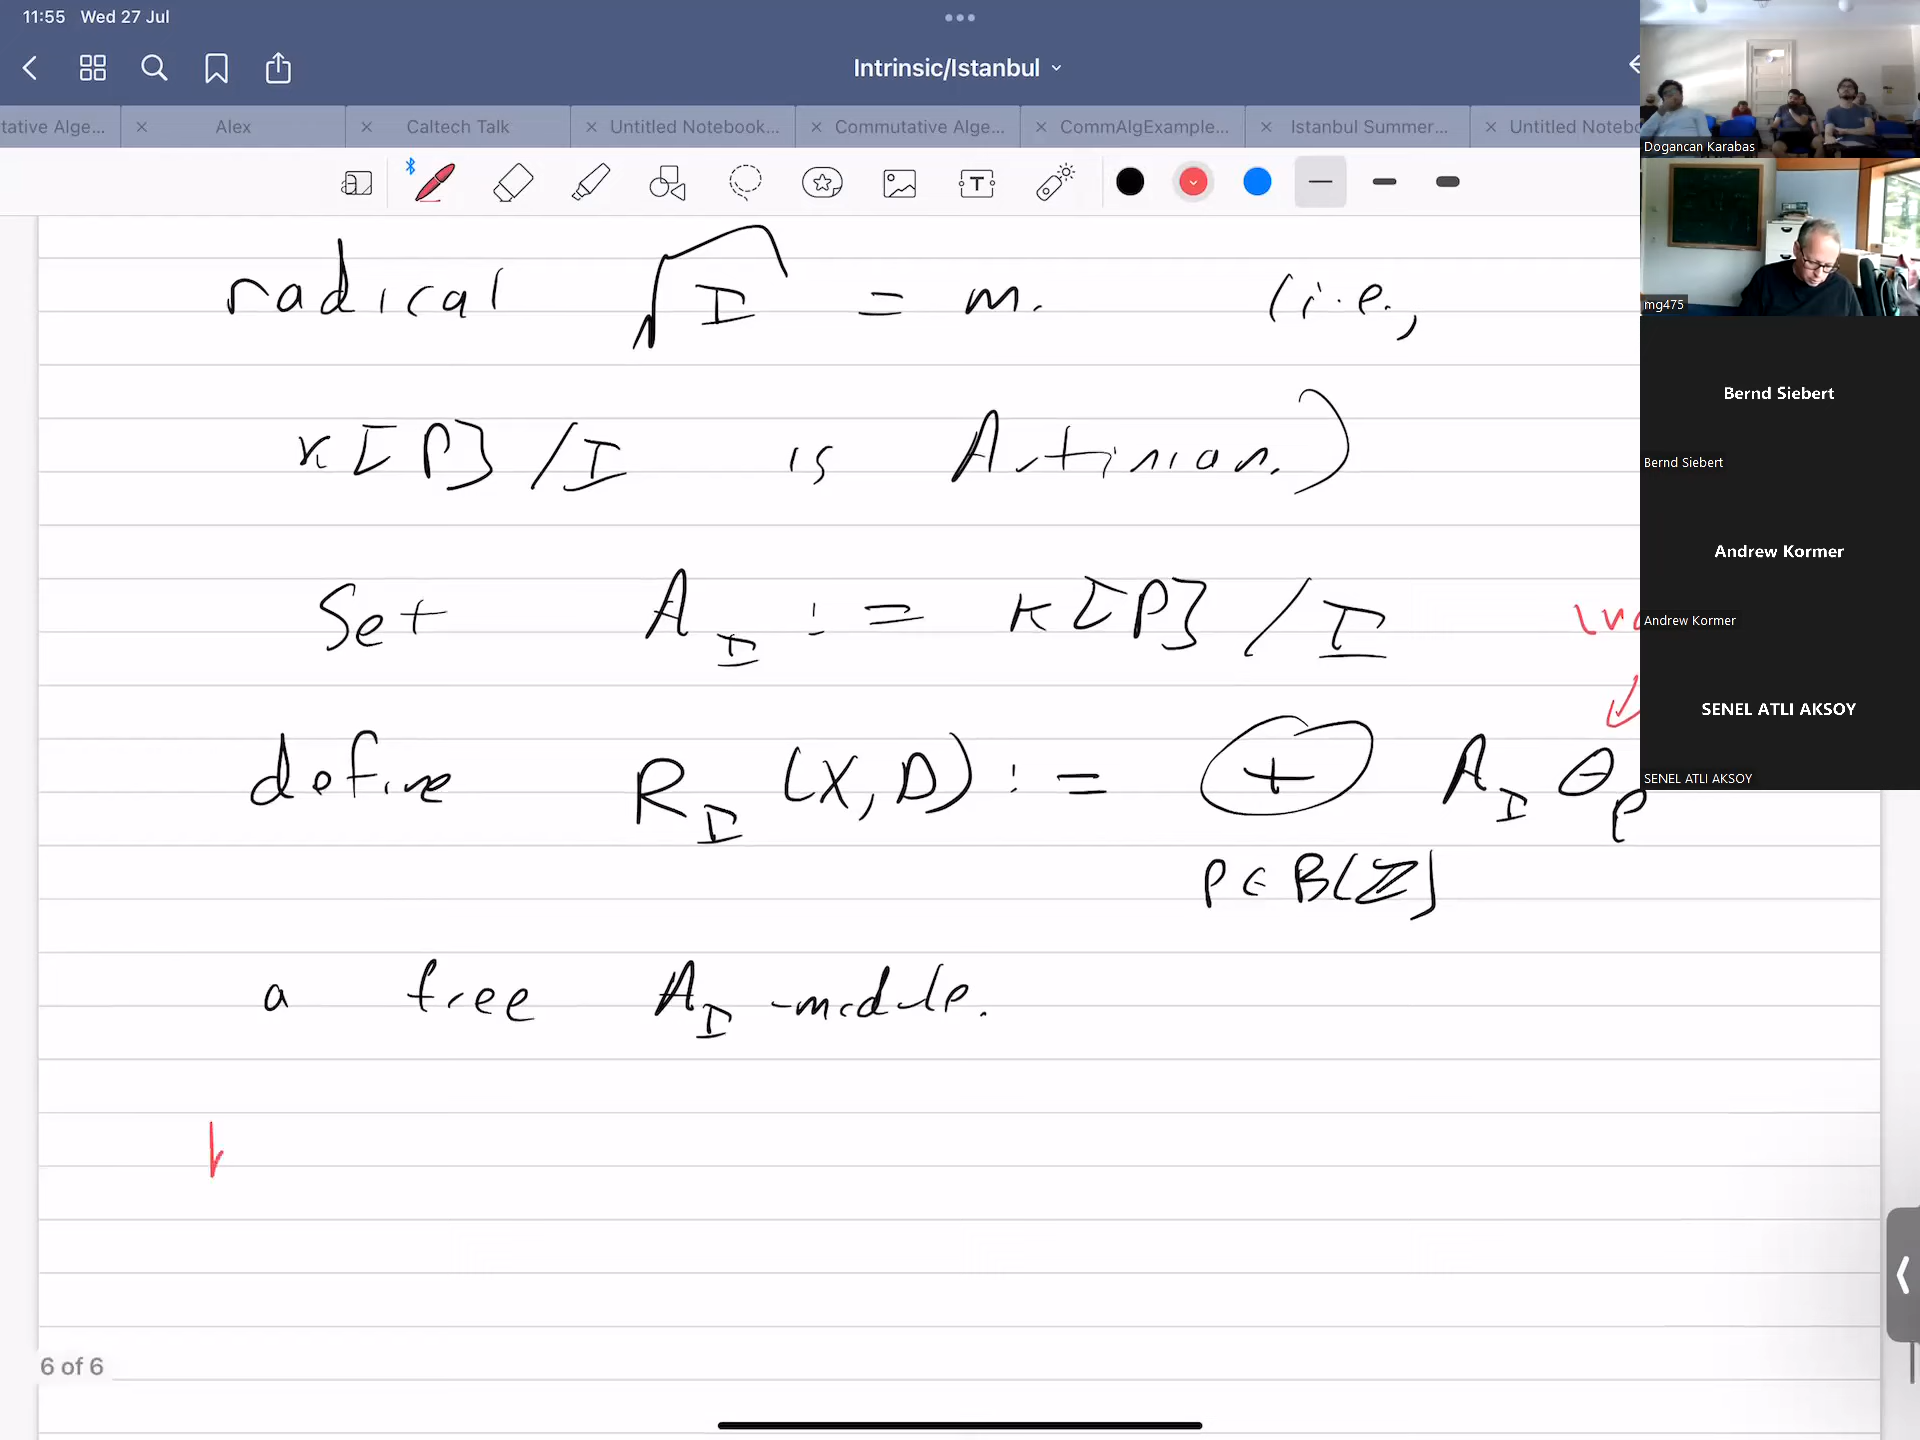 11:55 Wed 27 Jul
Intrinsic/Istanbul
tative Alge...
Alex
Caltech Talk
Untitled Notebook...
Commutative Alge...
CommAlgExample...
Istanbul Summer...
Untitled Notebo
radical √I = m. (i.e.,
k[P]/I is Artinian.)
Set A_I := k[P]/I
define R_I (X,D) := ⊕ A_I θ_p
p ∈ B(ℤ)
a free A_I-module.
6 of 6
Dogancan Karabas
mg475
Bernd Siebert
Bernd Siebert
Andrew Kormer
Andrew Kormer
SENEL ATLI AKSOY
SENEL ATLI AKSOY